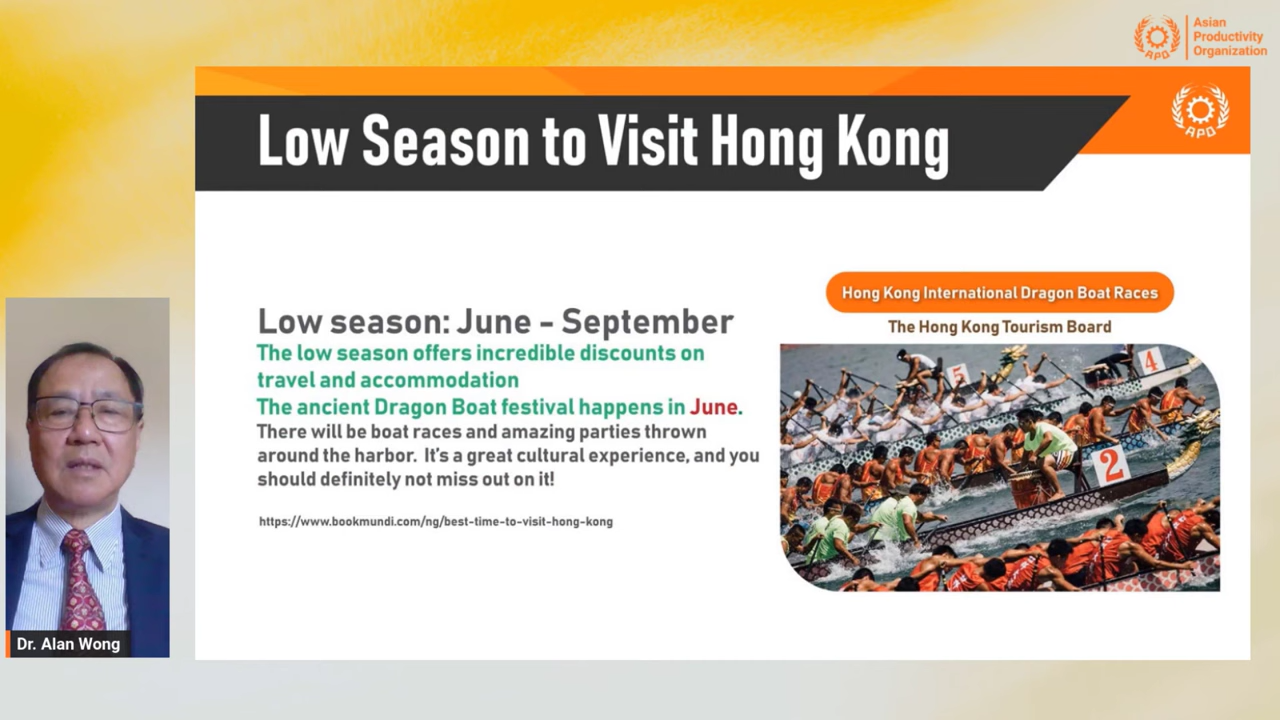 Asian
Productivity
Organization
APO
APO
Low Season to Visit Hong Kong
Low season: June - September
The low season offers incredible discounts on
travel and accommodation
The ancient Dragon Boat festival happens in June.
There will be boat races and amazing parties thrown
around the harbor. It's a great cultural experience, and you
should definitely not miss out on it!
https://www.bookmundi.com/ng/best-time-to-visit-hong-kong
Hong Kong International Dragon Boat Races
The Hong Kong Tourism Board
5
4
2
Dr. Alan Wong